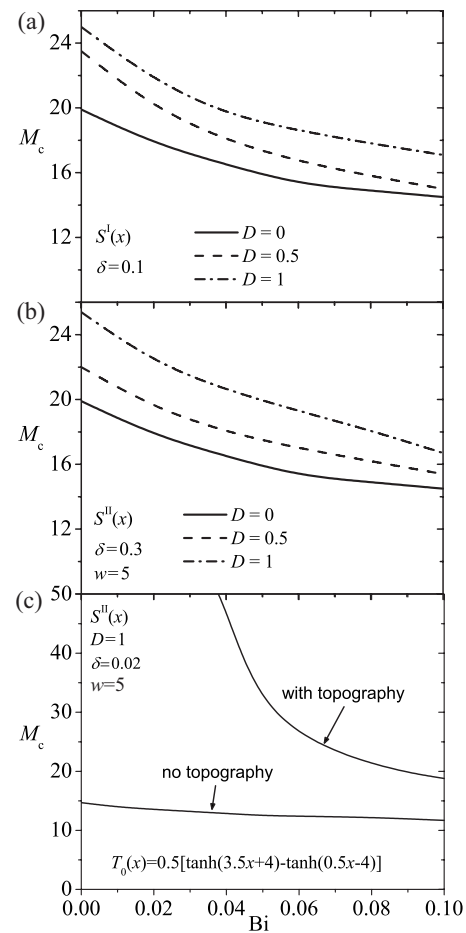 (a)
24
20
M_c
16
12
S^I(x)
δ=0.1
D = 0
D = 0.5
D = 1
(b)
24
20
M_c
16
12
S^II(x)
δ=0.3
w=5
D = 0
D = 0.5
D = 1
(c)
50
40
30
M_c
20
10
0
S^II(x)
D=1
δ=0.02
w=5
with topography
no topography
T_0(x)=0.5[tanh(3.5x+4)-tanh(0.5x-4)]
0.00 0.02 0.04 0.06 0.08 0.10
Bi